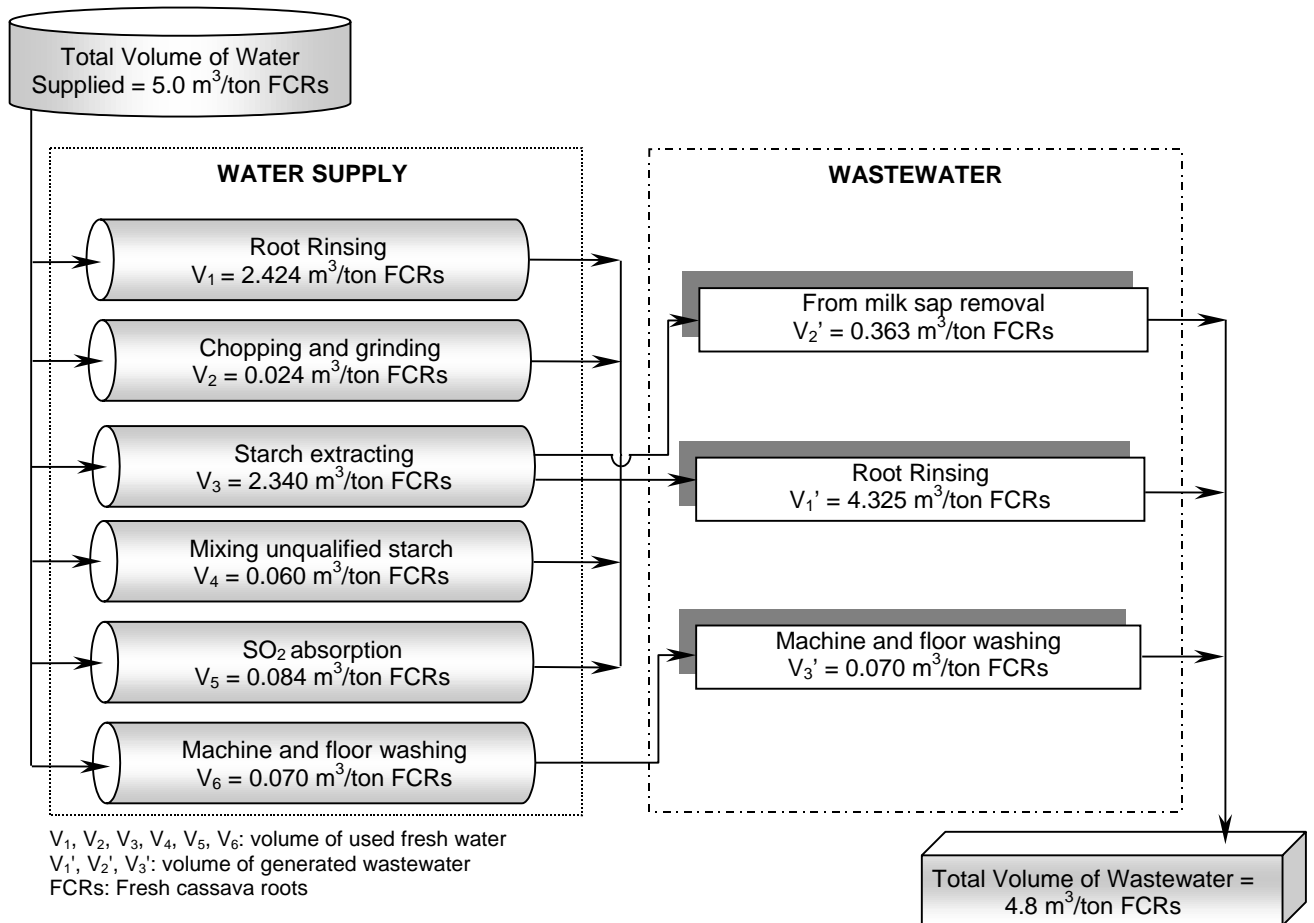 Total Volume of Water
Supplied = 5.0 m³/ton FCRs
WATER SUPPLY
Root Rinsing
V₁ = 2.424 m³/ton FCRs
Chopping and grinding
V₂ = 0.024 m³/ton FCRs
Starch extracting
V₃ = 2.340 m³/ton FCRs
Mixing unqualified starch
V₄ = 0.060 m³/ton FCRs
SO₂ absorption
V₅ = 0.084 m³/ton FCRs
Machine and floor washing
V₆ = 0.070 m³/ton FCRs
WASTEWATER
From milk sap removal
V₂' = 0.363 m³/ton FCRs
Root Rinsing
V₁' = 4.325 m³/ton FCRs
Machine and floor washing
V₃' = 0.070 m³/ton FCRs
V₁, V₂, V₃, V₄, V₅, V₆: volume of used fresh water
V₁', V₂', V₃': volume of generated wastewater
FCRs: Fresh cassava roots
Total Volume of Wastewater =
4.8 m³/ton FCRs